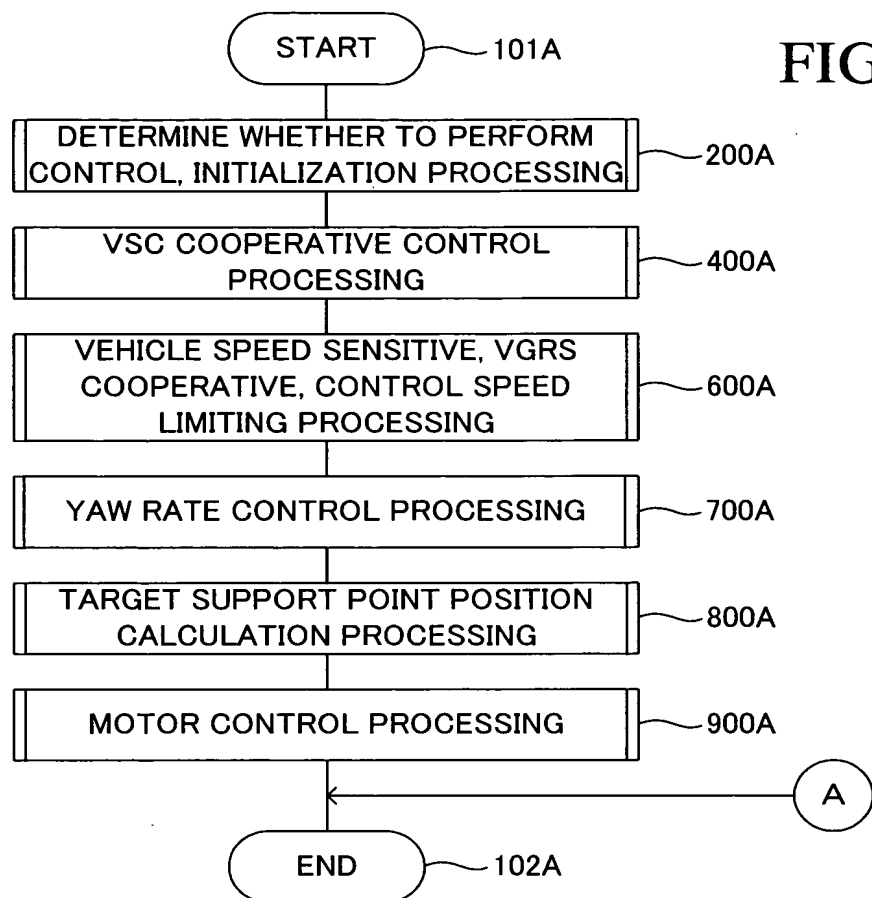 START
101A
FIG
DETERMINE WHETHER TO PERFORM
CONTROL, INITIALIZATION PROCESSING
200A
VSC COOPERATIVE CONTROL
PROCESSING
400A
VEHICLE SPEED SENSITIVE, VGRS
COOPERATIVE, CONTROL SPEED
LIMITING PROCESSING
600A
YAW RATE CONTROL PROCESSING
700A
TARGET SUPPORT POINT POSITION
CALCULATION PROCESSING
800A
MOTOR CONTROL PROCESSING
900A
A
END
102A